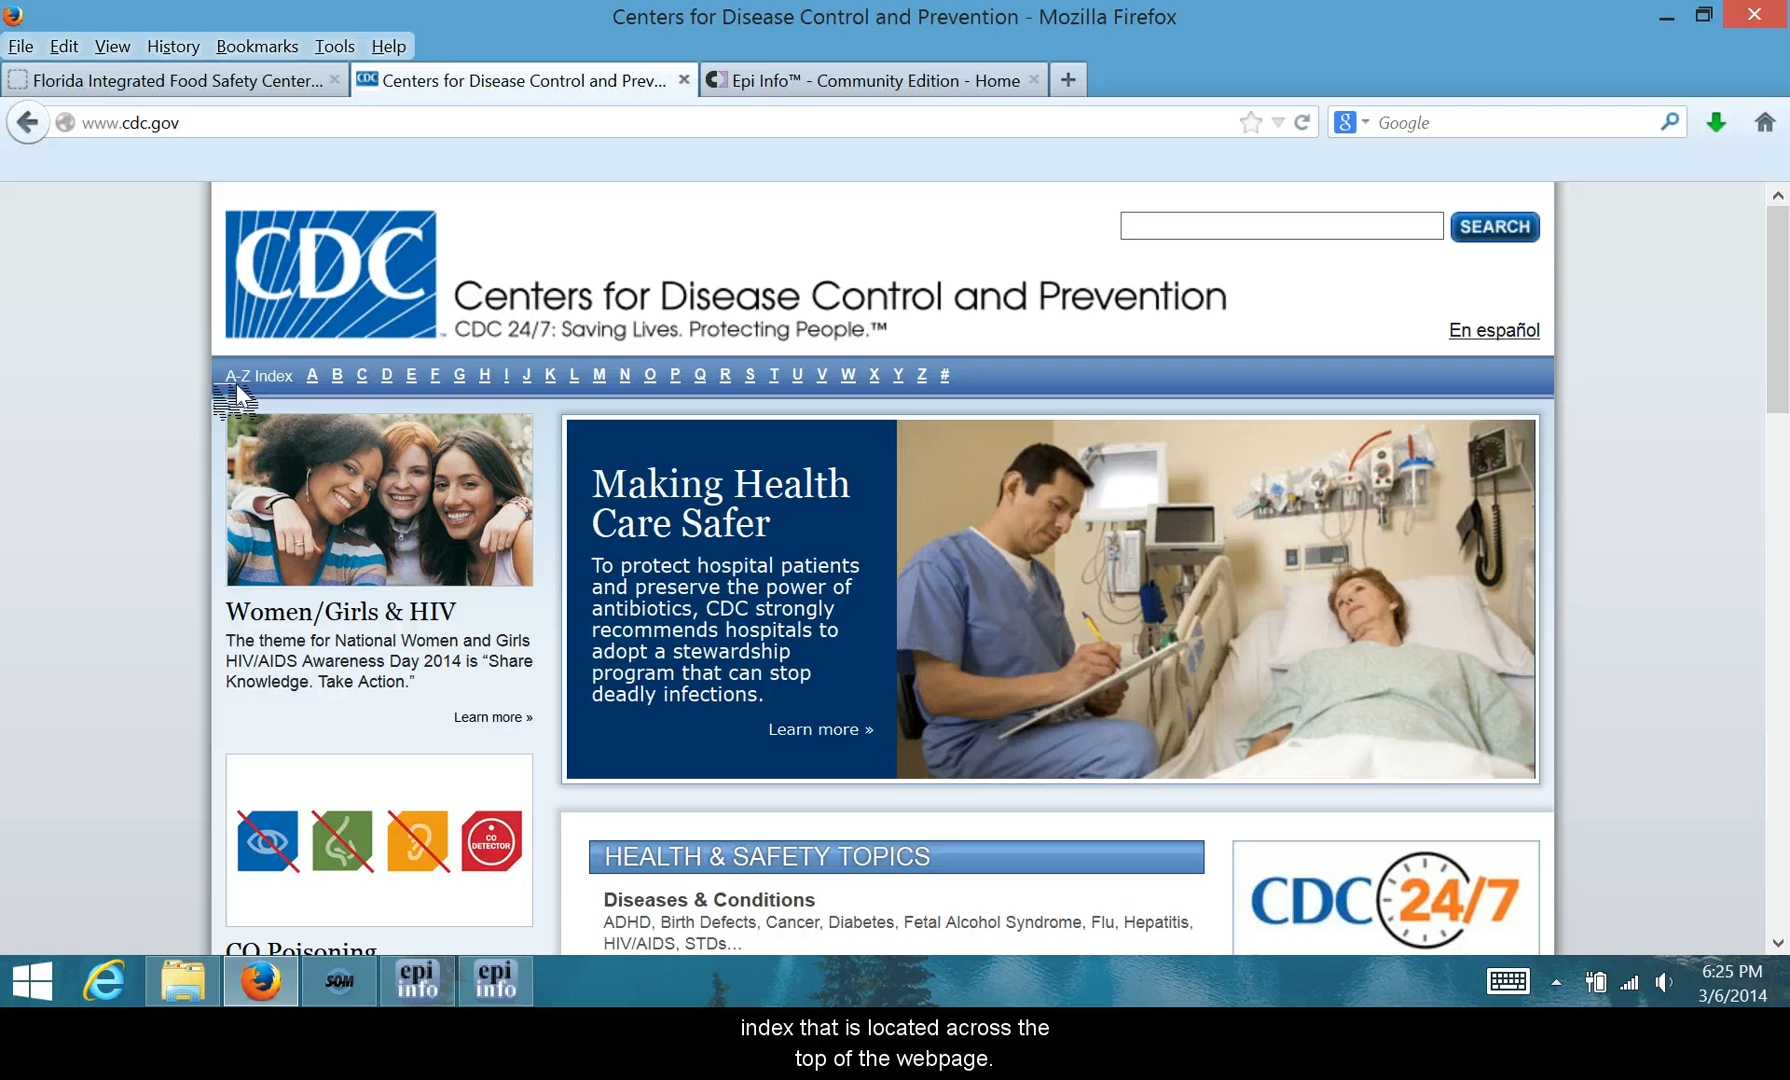 Centers for Disease Control and Prevention - Mozilla Firefox
File Edit View History Bookmarks Tools Help
Florida Integrated Food Safety Center...
CDC Centers for Disease Control and Prev...
Epi Info™ - Community Edition - Home
www.cdc.gov
Google
CDC
SEARCH
Centers for Disease Control and Prevention
CDC 24/7: Saving Lives. Protecting People.™
En español
A-Z Index A B C D E F G H I J K L M N O P Q R S T U V W X Y Z #
Making Health
Care Safer
To protect hospital patients
and preserve the power of
antibiotics, CDC strongly
recommends hospitals to
adopt a stewardship
program that can stop
deadly infections.
Learn more »
Women/Girls & HIV
The theme for National Women and Girls
HIV/AIDS Awareness Day 2014 is “Share
Knowledge. Take Action.”
Learn more »
CO
DETECTOR
CO Poisoning
HEALTH & SAFETY TOPICS
Diseases & Conditions
ADHD, Birth Defects, Cancer, Diabetes, Fetal Alcohol Syndrome, Flu, Hepatitis,
HIV/AIDS, STDs...
CDC 24/7
SOM
epi
info
epi
info
6:25 PM
3/6/2014
index that is located across the
top of the webpage.